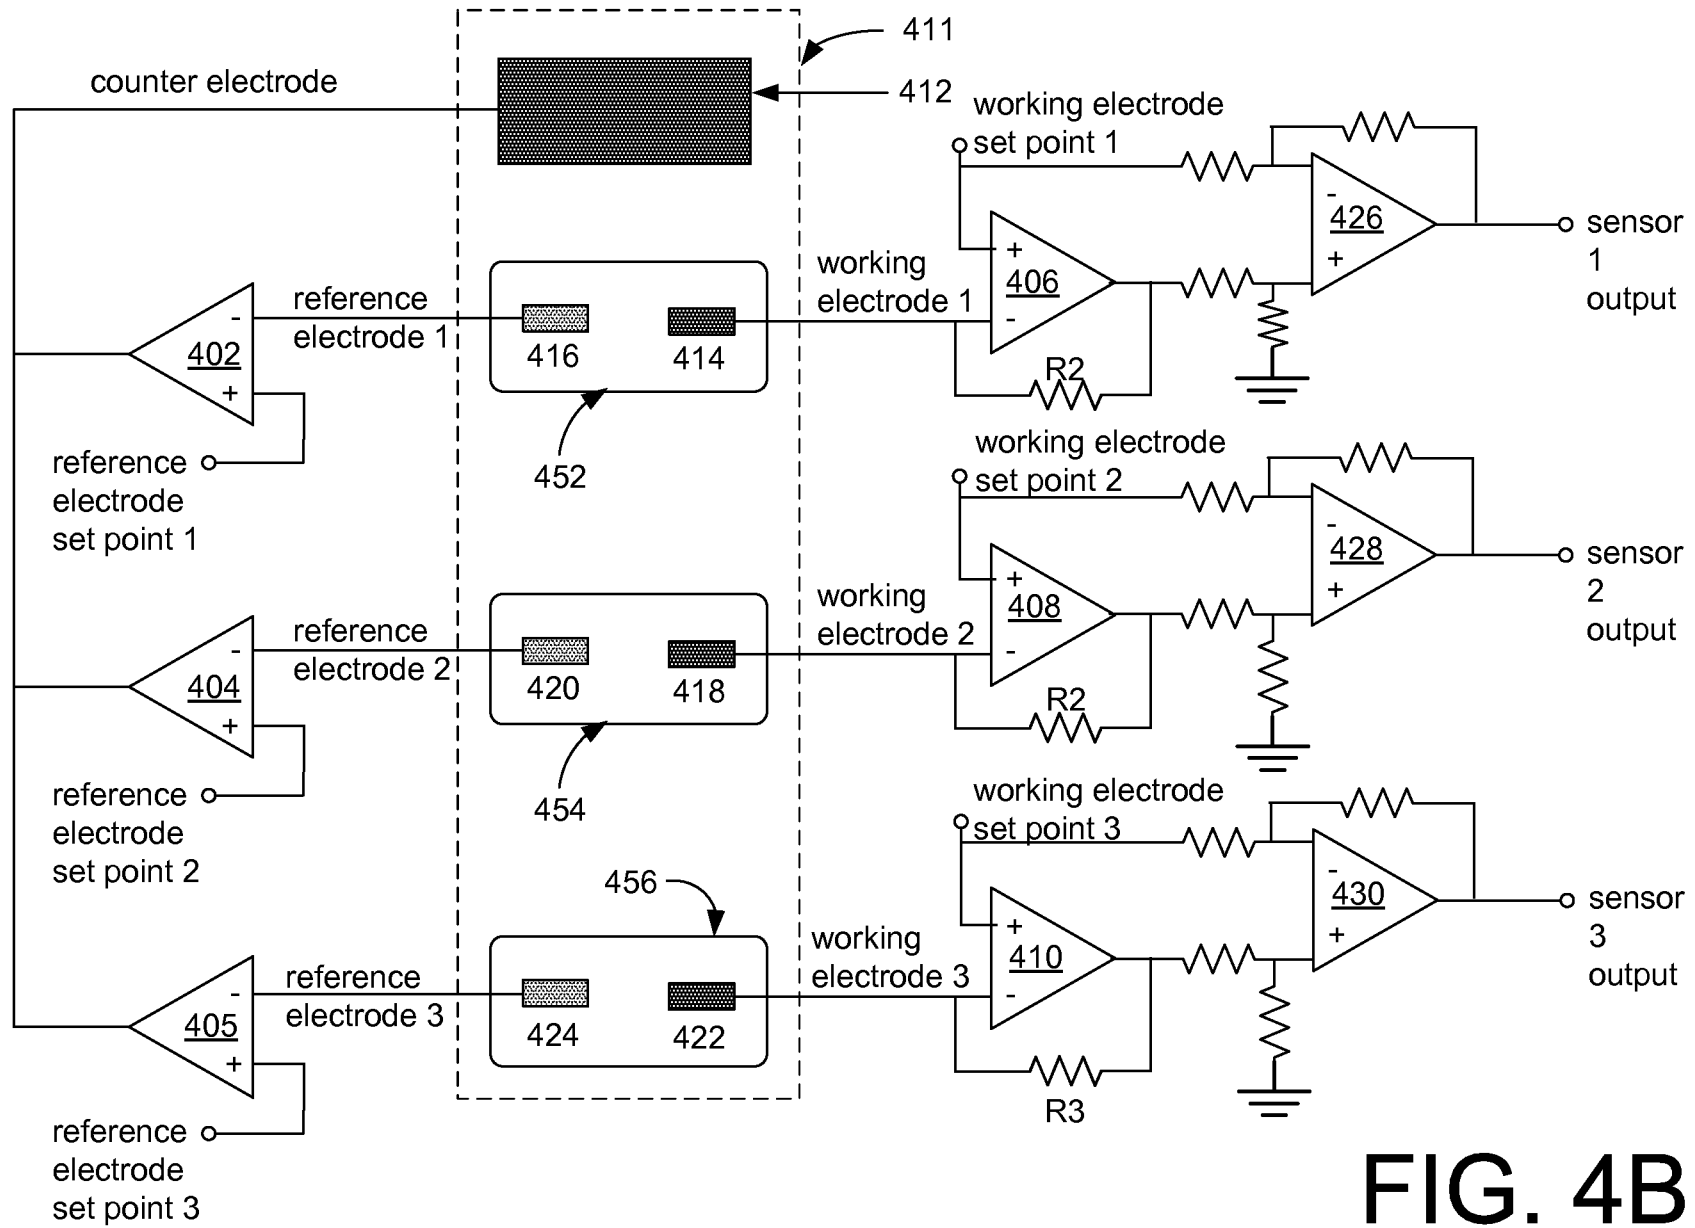 411
counter electrode
412
working electrode
set point 1
-
426
+
sensor
1
output
working
electrode 1
+
406
-
R2
reference
electrode 1
-
402
+
416
414
452
reference
electrode
set point 1
working electrode
set point 2
-
428
+
sensor
2
output
working
electrode 2
+
408
-
R2
reference
electrode 2
-
404
+
420
418
454
reference
electrode
set point 2
working electrode
set point 3
-
430
+
sensor
3
output
456
working
electrode 3
+
410
-
R3
reference
electrode 3
-
405
+
424
422
reference
electrode
set point 3
FIG. 4B